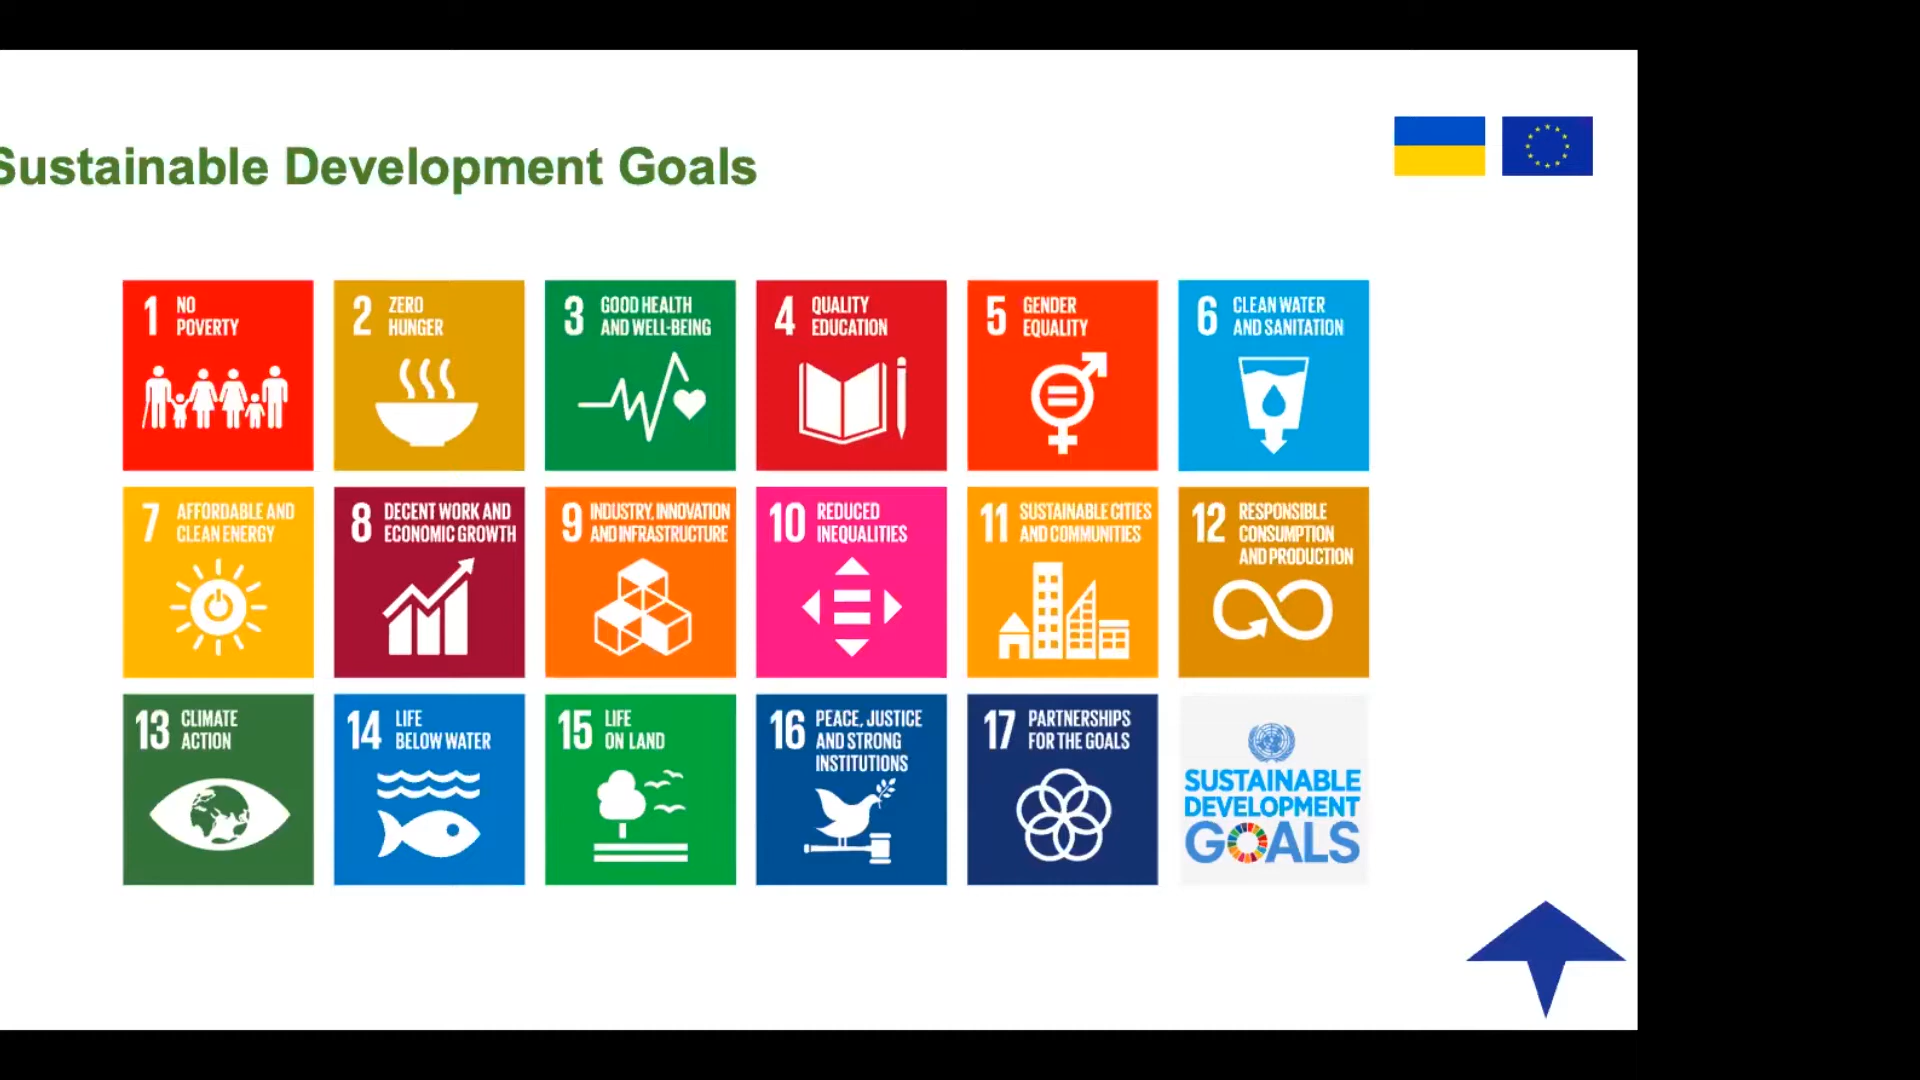 Sustainable Development Goals
1 NO
POVERTY
2 ZERO
HUNGER
3 GOOD HEALTH
AND WELL-BEING
4 QUALITY
EDUCATION
5 GENDER
EQUALITY
6 CLEAN WATER
AND SANITATION
7 AFFORDABLE AND
CLEAN ENERGY
8 DECENT WORK AND
ECONOMIC GROWTH
9 INDUSTRY, INNOVATION
AND INFRASTRUCTURE
10 REDUCED
INEQUALITIES
11 SUSTAINABLE CITIES
AND COMMUNITIES
12 RESPONSIBLE
CONSUMPTION
AND PRODUCTION
13 CLIMATE
ACTION
14 LIFE
BELOW WATER
15 LIFE
ON LAND
16 PEACE, JUSTICE
AND STRONG
INSTITUTIONS
17 PARTNERSHIPS
FOR THE GOALS
SUSTAINABLE
DEVELOPMENT
GOALS